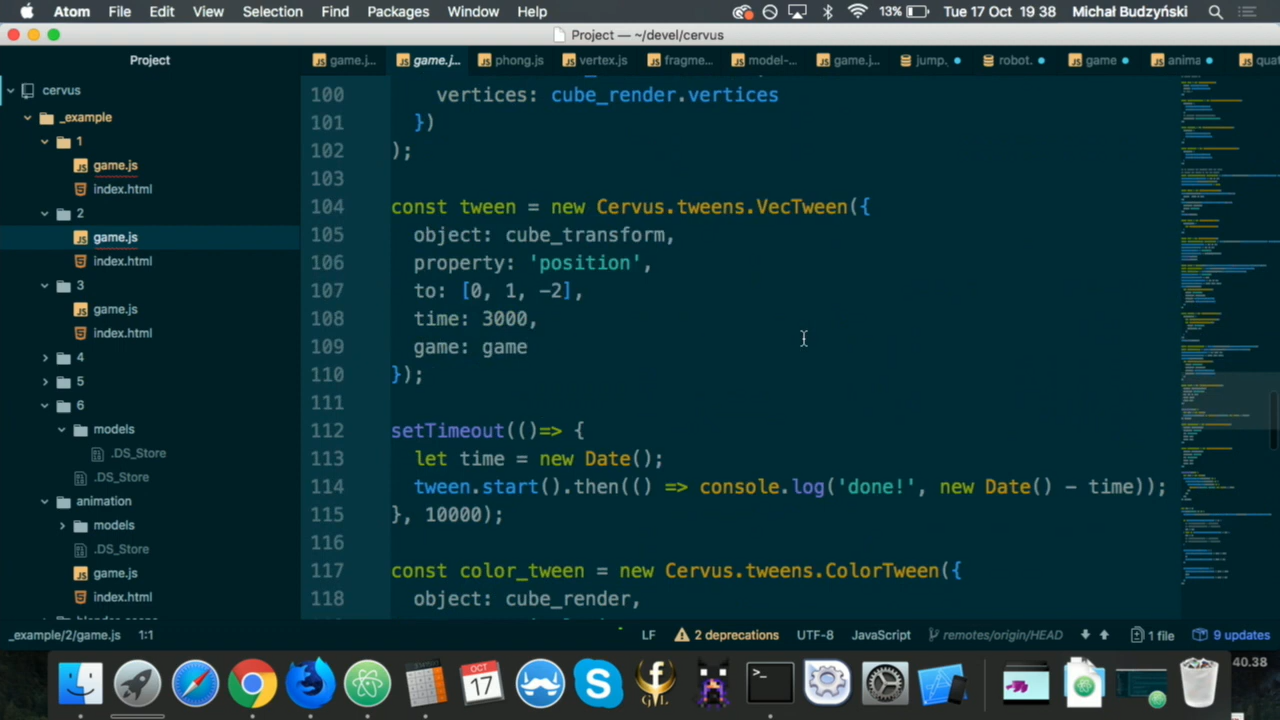 Atom File Edit View Selection Find Packages Window Help 13% Tue 17 Oct 19 38 Michał Budzyński
Project — ~/devel/cervus
Project game.j... game.j... phong.js vertex.js fragme... model-... game.j... jump. robot. game anima quat
cervus
_example
1
game.js
index.html
2
game.js
index.html
3
game.js
index.html
4
5
6
models
.DS_Store
.DS_Store
animation
models
.DS_Store
game.js
index.html
100 vertices: cube_render.vertices
101 })
102 );
103
104 const tween = new Cervus.tweens.VecTween({
105 object: cube_transform,
106 property: 'position',
107 to: [0, 1, -2],
108 time: 3000,
109 game: game
110 });
111
112 setTimeout(()=> {
113 let time = new Date();
114 tween.start().then(() => console.log('done!', new Date() - time));
115 }, 10000);
116
117 const color_tween = new Cervus.tweens.ColorTween({
118 object: cube_render,
_example/2/game.js 1:1 LF 2 deprecations UTF-8 JavaScript remotes/origin/HEAD 1 file 9 updates
OCT
17
f
GL
S
>_
40.38